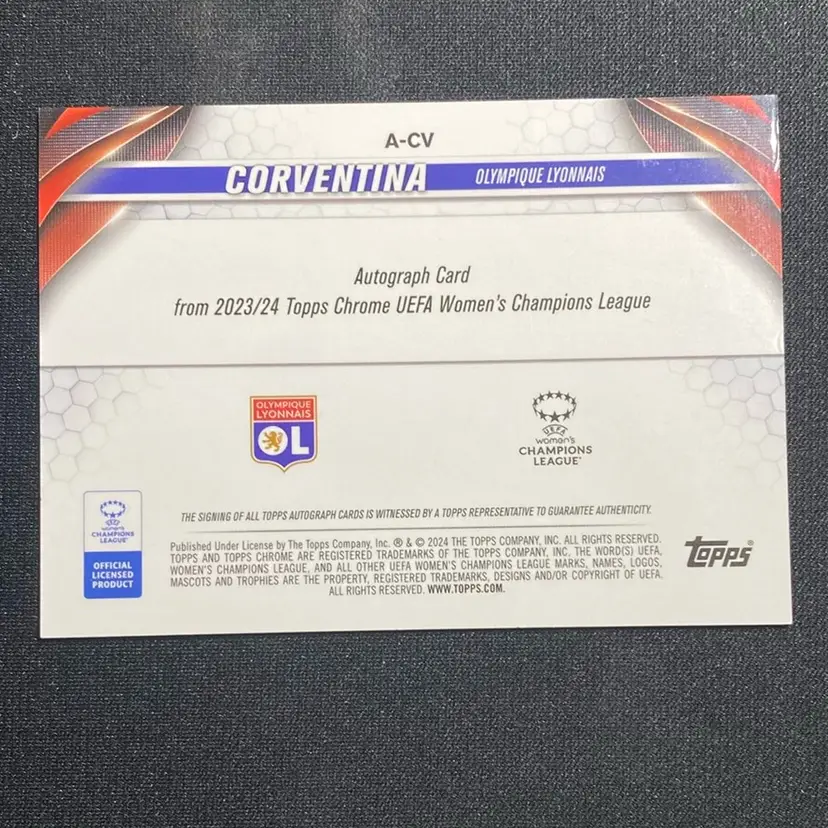 A-CV
CORVENTINA OLYMPIQUE LYONNAIS
Autograph Card
from 2023/24 Topps Chrome UEFA Women's Champions League
OLYMPIQUE
LYONNAIS
OL
UEFA
women's
CHAMPIONS
LEAGUE
THE SIGNING OF ALL TOPPS AUTOGRAPH CARDS IS WITNESSED BY A TOPPS REPRESENTATIVE TO GUARANTEE AUTHENTICITY.
UEFA
women's
CHAMPIONS
LEAGUE
OFFICIAL
LICENSED
PRODUCT
Published Under License by The Topps Company, Inc. ® & © 2024 THE TOPPS COMPANY, INC. ALL RIGHTS RESERVED.
TOPPS AND TOPPS CHROME ARE REGISTERED TRADEMARKS OF THE TOPPS COMPANY, INC. THE WORD(S) UEFA,
WOMEN'S CHAMPIONS LEAGUE, AND ALL OTHER UEFA WOMEN'S CHAMPIONS LEAGUE MARKS, NAMES, LOGOS,
MASCOTS AND TROPHIES ARE THE PROPERTY, REGISTERED TRADEMARKS, DESIGNS AND/OR COPYRIGHT OF UEFA.
ALL RIGHTS RESERVED. WWW.TOPPS.COM.
topps®